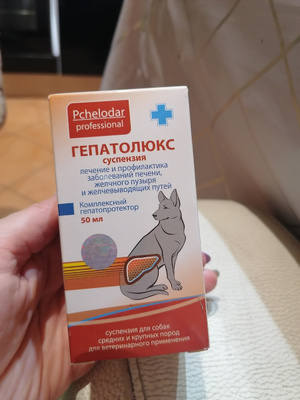 Pchelodar
professional
ГЕПАТОЛЮКС
суспензия
лечение и профилактика
заболеваний печени,
желчного пузыря
и желчевыводящих путей
Комплексный
гепатопротектор
50 мл
суспензия для собак
средних и крупных пород
для ветеринарного применения